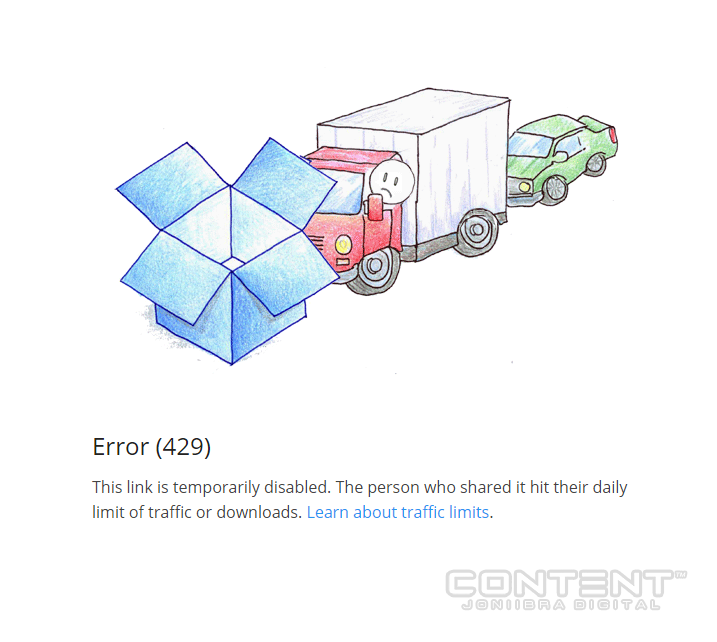 Error (429)
This link is temporarily disabled. The person who shared it hit their daily
limit of traffic or downloads. Learn about traffic limits.
CONTENT™
JONIIBRA DIGITAL